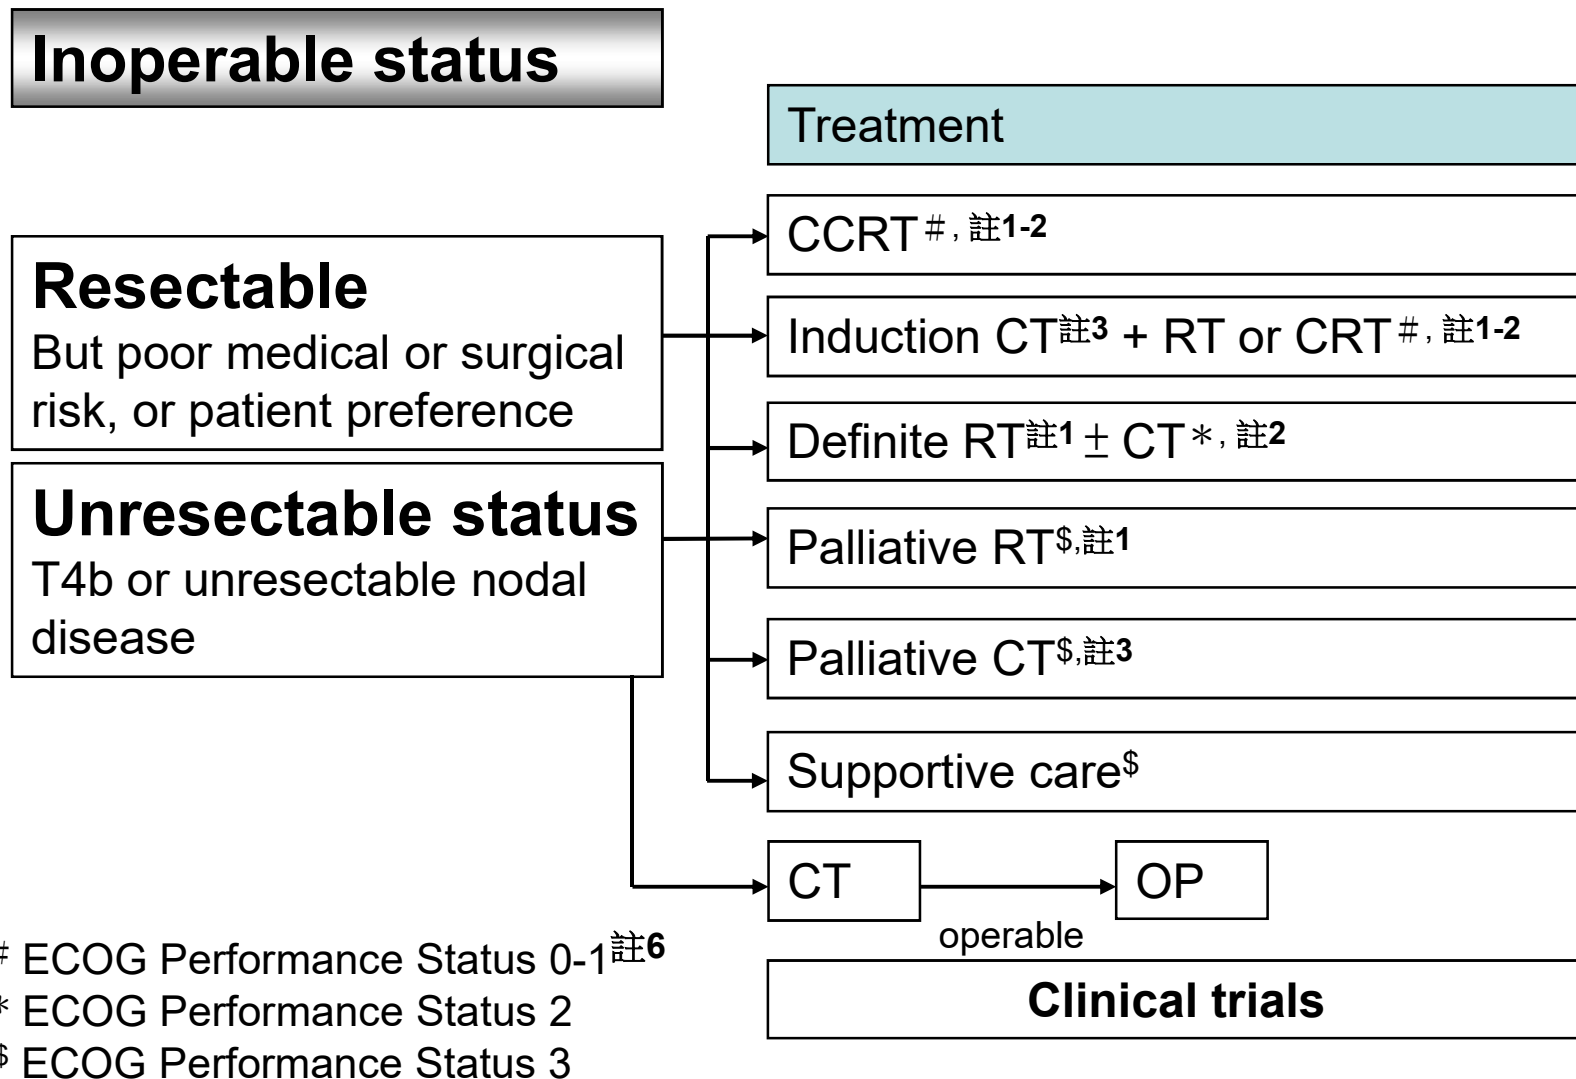 Inoperable status
Treatment
CCRT #, 註1-2
Resectable
But poor medical or surgical
risk, or patient preference
Induction CT註3 + RT or CRT #, 註1-2
Definite RT註1 ± CT *, 註2
Unresectable status
T4b or unresectable nodal
disease
Palliative RT$,註1
Palliative CT$,註3
Supportive care$
CT
OP
operable
Clinical trials
# ECOG Performance Status 0-1註6
* ECOG Performance Status 2
$ ECOG Performance Status 3